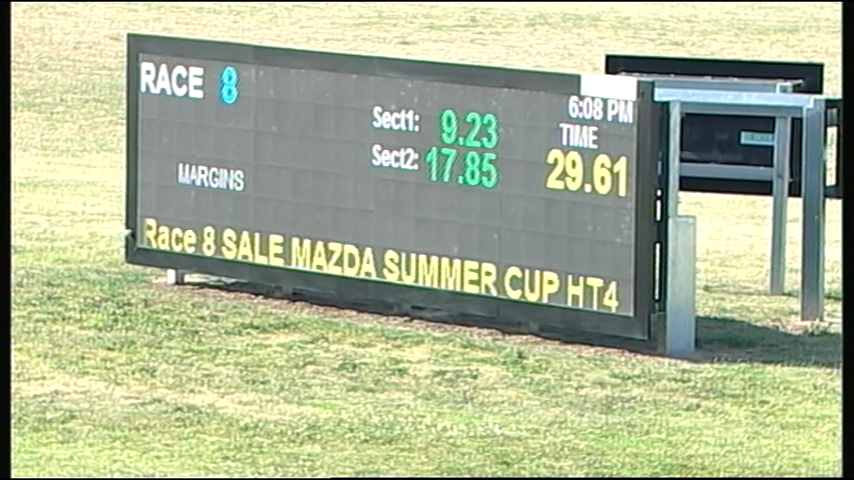 RACE 8
6:08 PM
Sect1: 9.23
TIME
Sect2: 17.85
29.61
MARGINS
Race 8 SALE MAZDA SUMMER CUP HT4